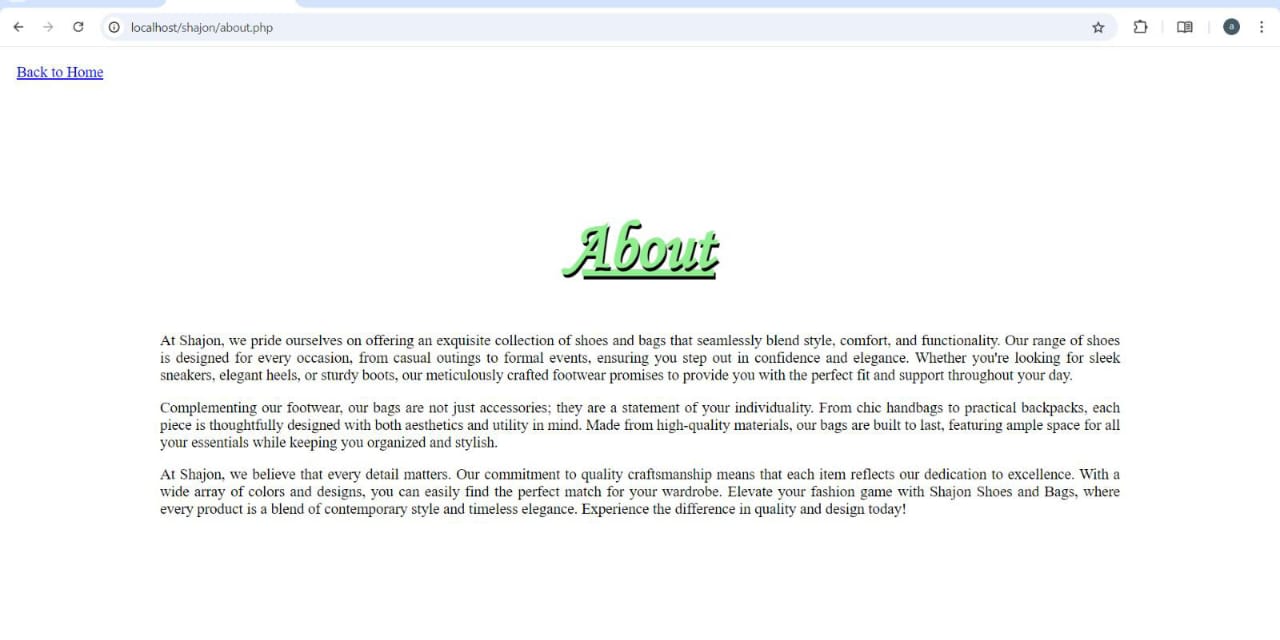 localhost/shajon/about.php
a
Back to Home
About
At Shajon, we pride ourselves on offering an exquisite collection of shoes and bags that seamlessly blend style, comfort, and functionality. Our range of shoes
is designed for every occasion, from casual outings to formal events, ensuring you step out in confidence and elegance. Whether you're looking for sleek
sneakers, elegant heels, or sturdy boots, our meticulously crafted footwear promises to provide you with the perfect fit and support throughout your day.
Complementing our footwear, our bags are not just accessories; they are a statement of your individuality. From chic handbags to practical backpacks, each
piece is thoughtfully designed with both aesthetics and utility in mind. Made from high-quality materials, our bags are built to last, featuring ample space for all
your essentials while keeping you organized and stylish.
At Shajon, we believe that every detail matters. Our commitment to quality craftsmanship means that each item reflects our dedication to excellence. With a
wide array of colors and designs, you can easily find the perfect match for your wardrobe. Elevate your fashion game with Shajon Shoes and Bags, where
every product is a blend of contemporary style and timeless elegance. Experience the difference in quality and design today!